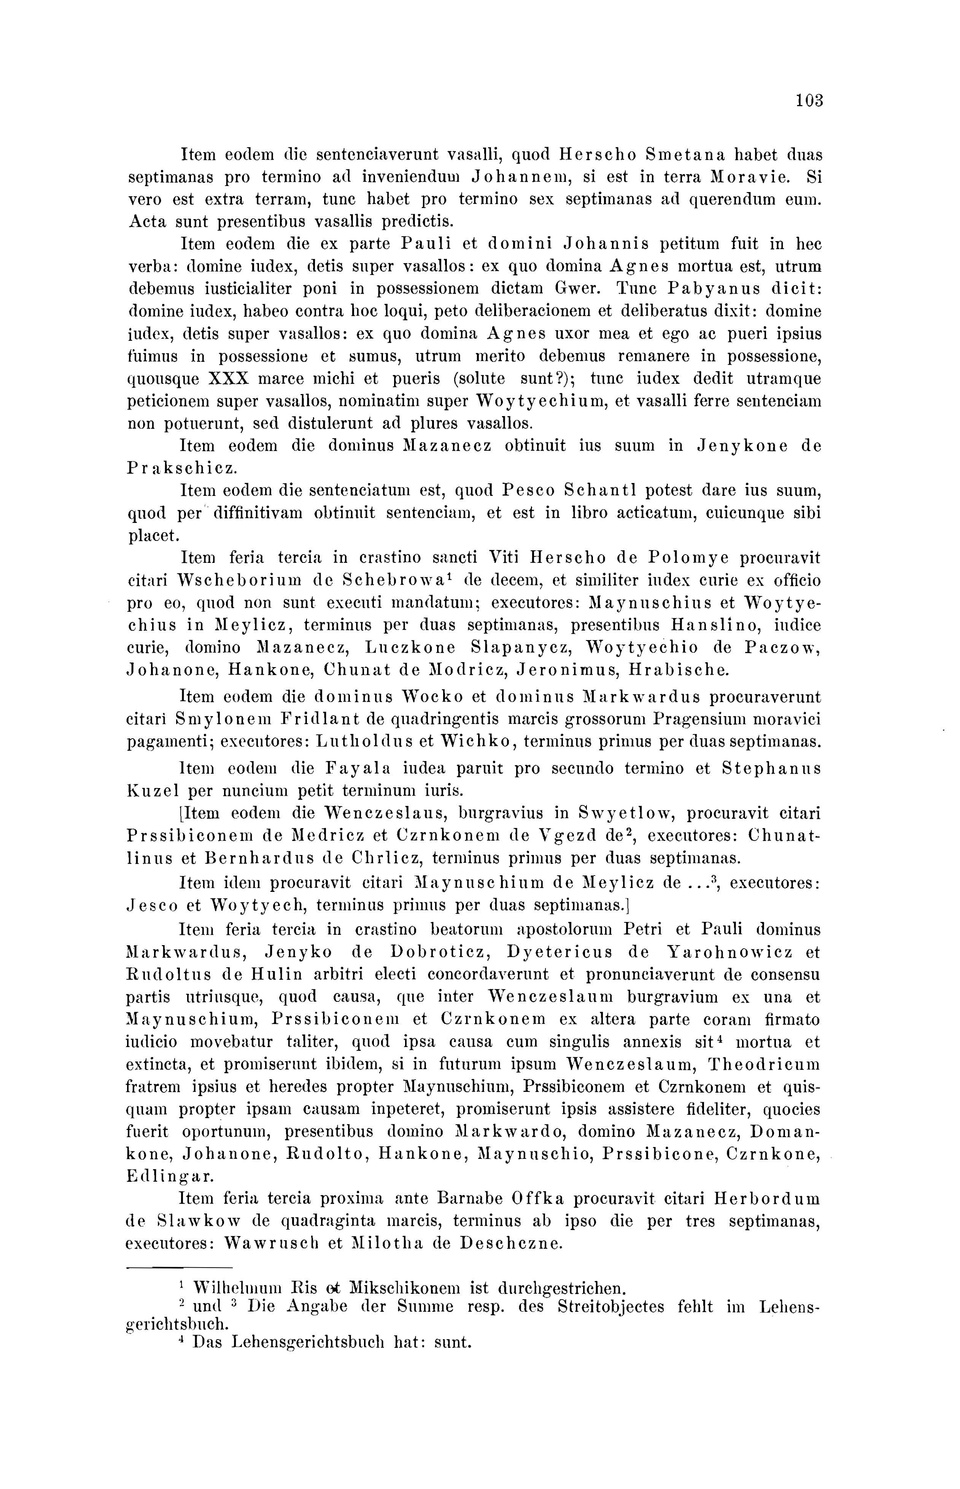 103
Item eodem die sentenciaverunt vasalli, quod Herscho Smetana habet duas
septimanas pro termino ad inveniendum Johannem, si est in terra Moravie. Si
vero est extra terram, tunc habet pro termino sex septimanas ad querendum eum.
Acta sunt presentibus vasallis predictis.
Item eodem die ex parte Pauli et domini Johannis petitum fuit in hec
verba: domine iudex, detis super vasallos: ex quo domina Agnes mortua est, utrum
debemus iusticialiter poni in possessionem dictam Gwer. Tunc Pabyanus dicit:
domine iudex, habeo contra hoc loqui, peto deliberacionem et deliberatus dixit: domine
iudex, detis super vasallos: ex quo domina Agnes uxor mea et ego ac pueri ipsius
fuimus in possessione et sumus, utrum merito debemus remanere in possessione,
quousque XXX marce michi et pueris (solute sunt?); tunc iudex dedit utramque
peticionem super vasallos, nominatim super Woytyechium, et vasalli ferre sentenciam
non potuerunt, sed distulerunt ad plures vasallos.
Item eodem die dominus Mazanecz obtinuit ius suum in Jenykone de
Prakschicz.
Item eodem die sentenciatum est, quod Pesco Schantl potest dare ius suum,
quod per diffinitivam obtinuit sentenciam, et est in libro acticatum, cuicunque sibi
placet.
Item feria tercia in crastino sancti Viti Herscho de Polomye procuravit
citari Wscheborium de Schebrowa¹ de decem, et similiter iudex curie ex officio
pro eo, quod non sunt executi mandatum; executores: Maynuschius et Woytye-
chius in Meylicz, terminus per duas septimanas, presentibus Hanslino, iudice
curie, domino Mazanecz, Luczkone Slapanycz, Woytyechio de Paczow,
Johanone, Hankone, Chunat de Modricz, Jeronimus, Hrabische.
Item eodem die dominus Wocko et dominus Markwardus procuraverunt
citari Smylonem Fridlant de quadringentis marcis grossorum Pragensium moravici
pagamenti; executores: Lutholdus et Wichko, terminus primus per duas septimanas.
Item eodem die Fayala iudea paruit pro secundo termino et Stephanus
Kuzel per nuncium petit terminum iuris.
[Item eodem die Wenczeslaus, burgravius in Swyetlow, procuravit citari
Prssibiconem de Medricz et Czrnkonem de Vgezd de², executores: Chunat-
linus et Bernhardus de Chrlicz, terminus primus per duas septimanas.
Item idem procuravit citari Maynuschium de Meylicz de ...³, executores:
Jesco et Woytyech, terminus primus per duas septimanas.]
Item feria tercia in crastino beatorum apostolorum Petri et Pauli dominus
Markwardus, Jenyko de Dobroticz, Dyetericus de Yarohnowicz et
Rudoltus de Hulin arbitri electi concordaverunt et pronunciaverunt de consensu
partis utriusque, quod causa, que inter Wenczeslaum burgravium ex una et
Maynuschium, Prssibiconem et Czrnkonem ex altera parte coram firmato
iudicio movebatur taliter, quod ipsa causa cum singulis annexis sit⁴ mortua et
extincta, et promiserunt ibidem, si in futurum ipsum Wenczeslaum, Theodricum
fratrem ipsius et heredes propter Maynuschium, Prssibiconem et Czrnkonem et quis-
quam propter ipsam causam inpeteret, promiserunt ipsis assistere fideliter, quocies
fuerit oportunum, presentibus domino Markwardo, domino Mazanecz, Doman-
kone, Johanone, Rudolto, Hankone, Maynuschio, Prssibicone, Czrnkone,
Edlingar.
Item feria tercia proxima ante Barnabe Offka procuravit citari Herbordum
de Slawkow de quadraginta marcis, terminus ab ipso die per tres septimanas,
executores: Wawrusch et Milotha de Deschczne.
¹ Wilhelmum Ris et Mikschikonem ist durchgestrichen.
² und ³ Die Angabe der Summe resp. des Streitobjectes fehlt im Lehens-
gerichtsbuch.
⁴ Das Lehensgerichtsbuch hat: sunt.